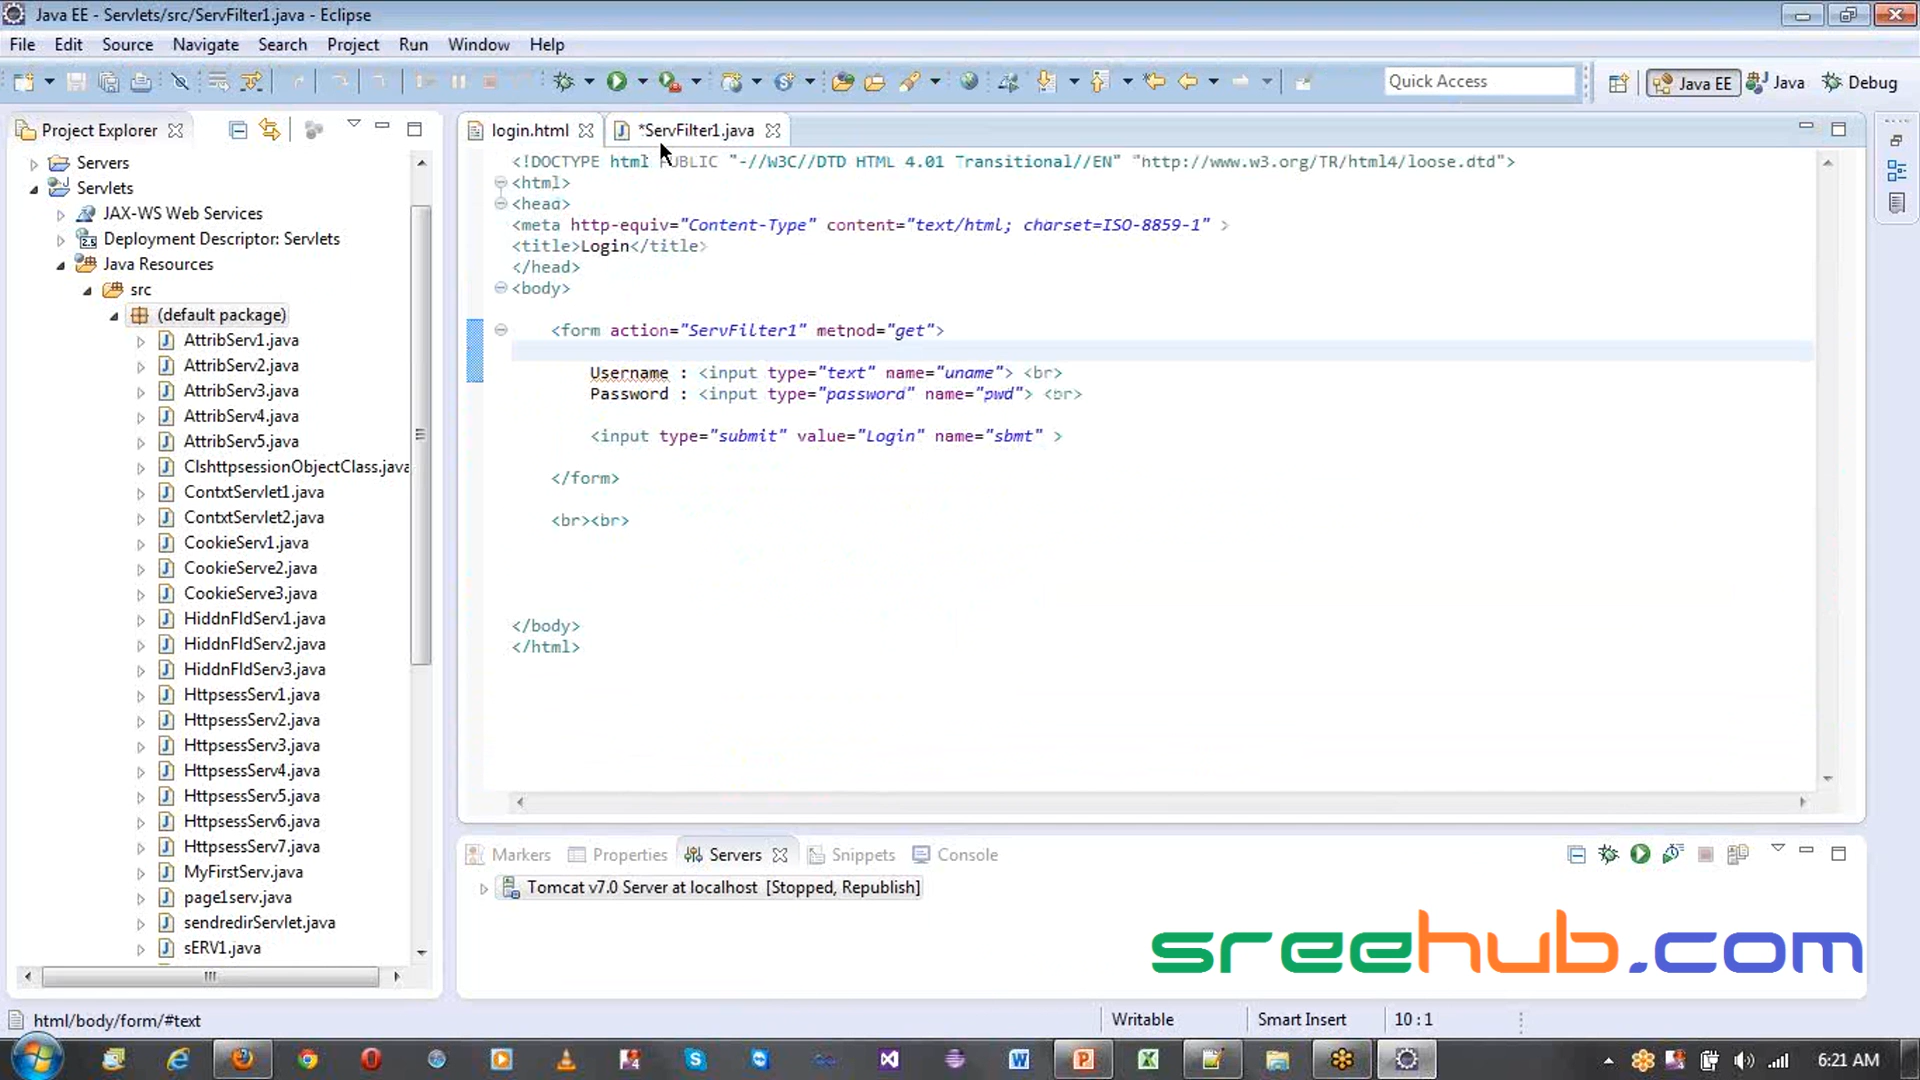 Java EE - Servlets/src/ServFilter1.java - Eclipse
File Edit Source Navigate Search Project Run Window Help
Quick Access
Java EE
Java
Debug
Project Explorer
login.html
*ServFilter1.java
Servers
Servlets
JAX-WS Web Services
Deployment Descriptor: Servlets
Java Resources
src
(default package)
AttribServ1.java
AttribServ2.java
AttribServ3.java
AttribServ4.java
AttribServ5.java
ClshttpsessionObjectClass.java
ContxtServlet1.java
ContxtServlet2.java
CookieServ1.java
CookieServe2.java
CookieServe3.java
HiddnFldServ1.java
HiddnFldServ2.java
HiddnFldServ3.java
HttpsessServ1.java
HttpsessServ2.java
HttpsessServ3.java
HttpsessServ4.java
HttpsessServ5.java
HttpsessServ6.java
HttpsessServ7.java
MyFirstServ.java
page1serv.java
sendredirServlet.java
sERV1.java
<!DOCTYPE html PUBLIC "-//W3C//DTD HTML 4.01 Transitional//EN" "http://www.w3.org/TR/html4/loose.dtd">
<html>
<head>
<meta http-equiv="Content-Type" content="text/html; charset=ISO-8859-1" >
<title>Login</title>
</head>
<body>
<form action="ServFilter1" method="get">
Username : <input type="text" name="uname"> <br>
Password : <input type="password" name="pwd"> <br>
<input type="submit" value="Login" name="sbmt" >
</form>
<br><br>
</body>
</html>
Markers
Properties
Servers
Snippets
Console
Tomcat v7.0 Server at localhost [Stopped, Republish]
sreehub.com
html/body/form/#text
Writable
Smart Insert
10 : 1
6:21 AM